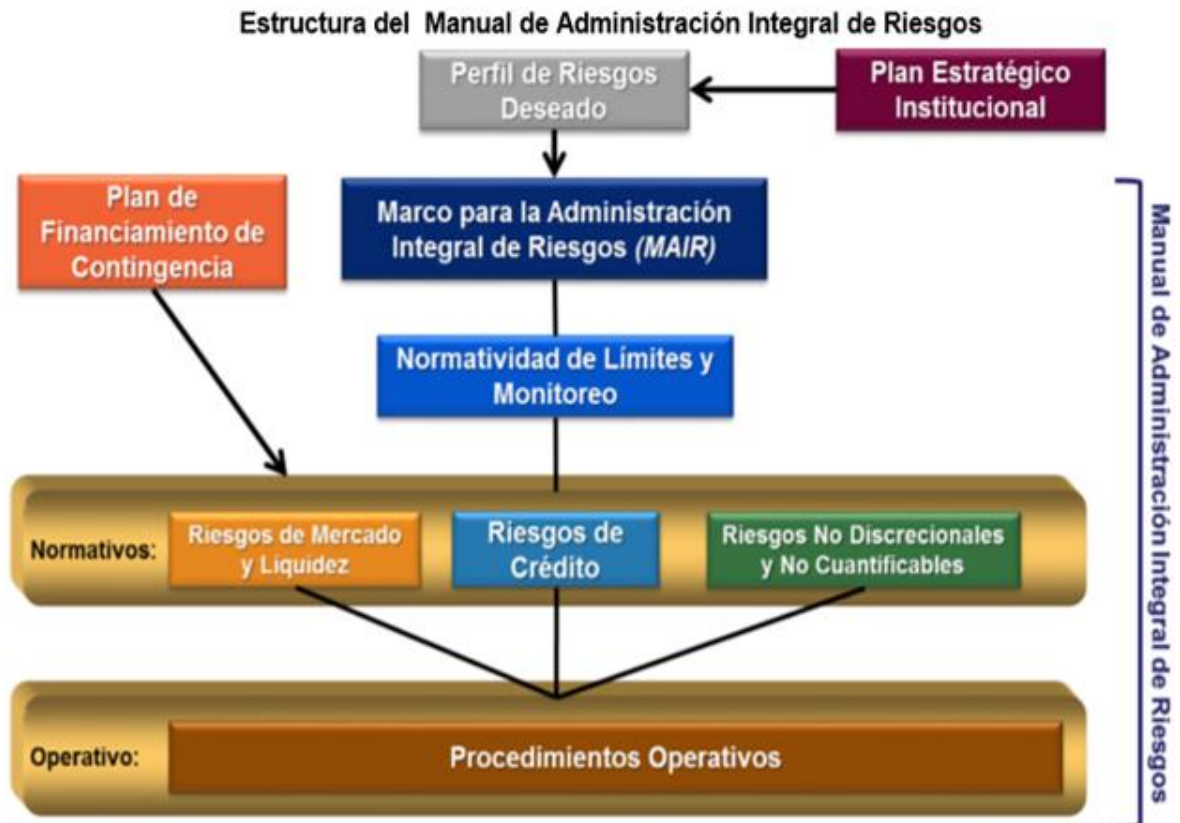 Estructura del Manual de Administración Integral de Riesgos
Perfil de Riesgos
Deseado
Plan Estratégico
Institucional
Plan de
Financiamiento de
Contingencia
Marco para la Administración
Integral de Riesgos (MAIR)
Normatividad de Límites y
Monitoreo
Normativos:
Riesgos de Mercado
y Liquidez
Riesgos de
Crédito
Riesgos No Discrecionales
y No Cuantificables
Operativo:
Procedimientos Operativos
Manual de Administración Integral de Riesgos